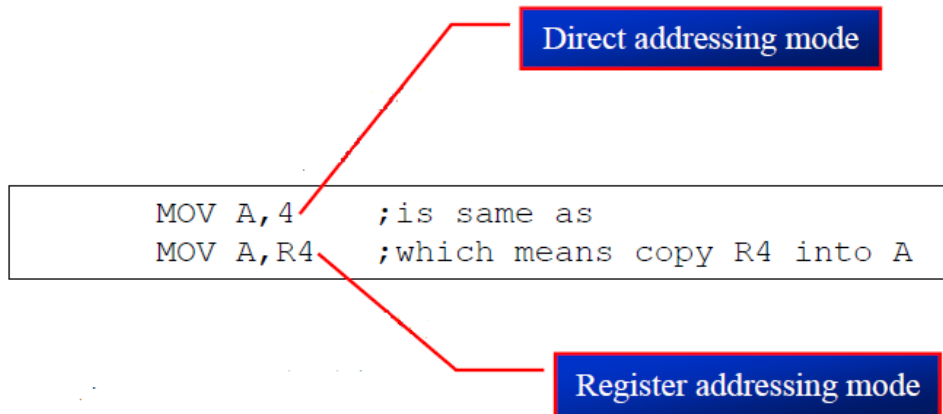 Direct addressing mode
MOV A,4 ;is same as
MOV A,R4 ;which means copy R4 into A
Register addressing mode